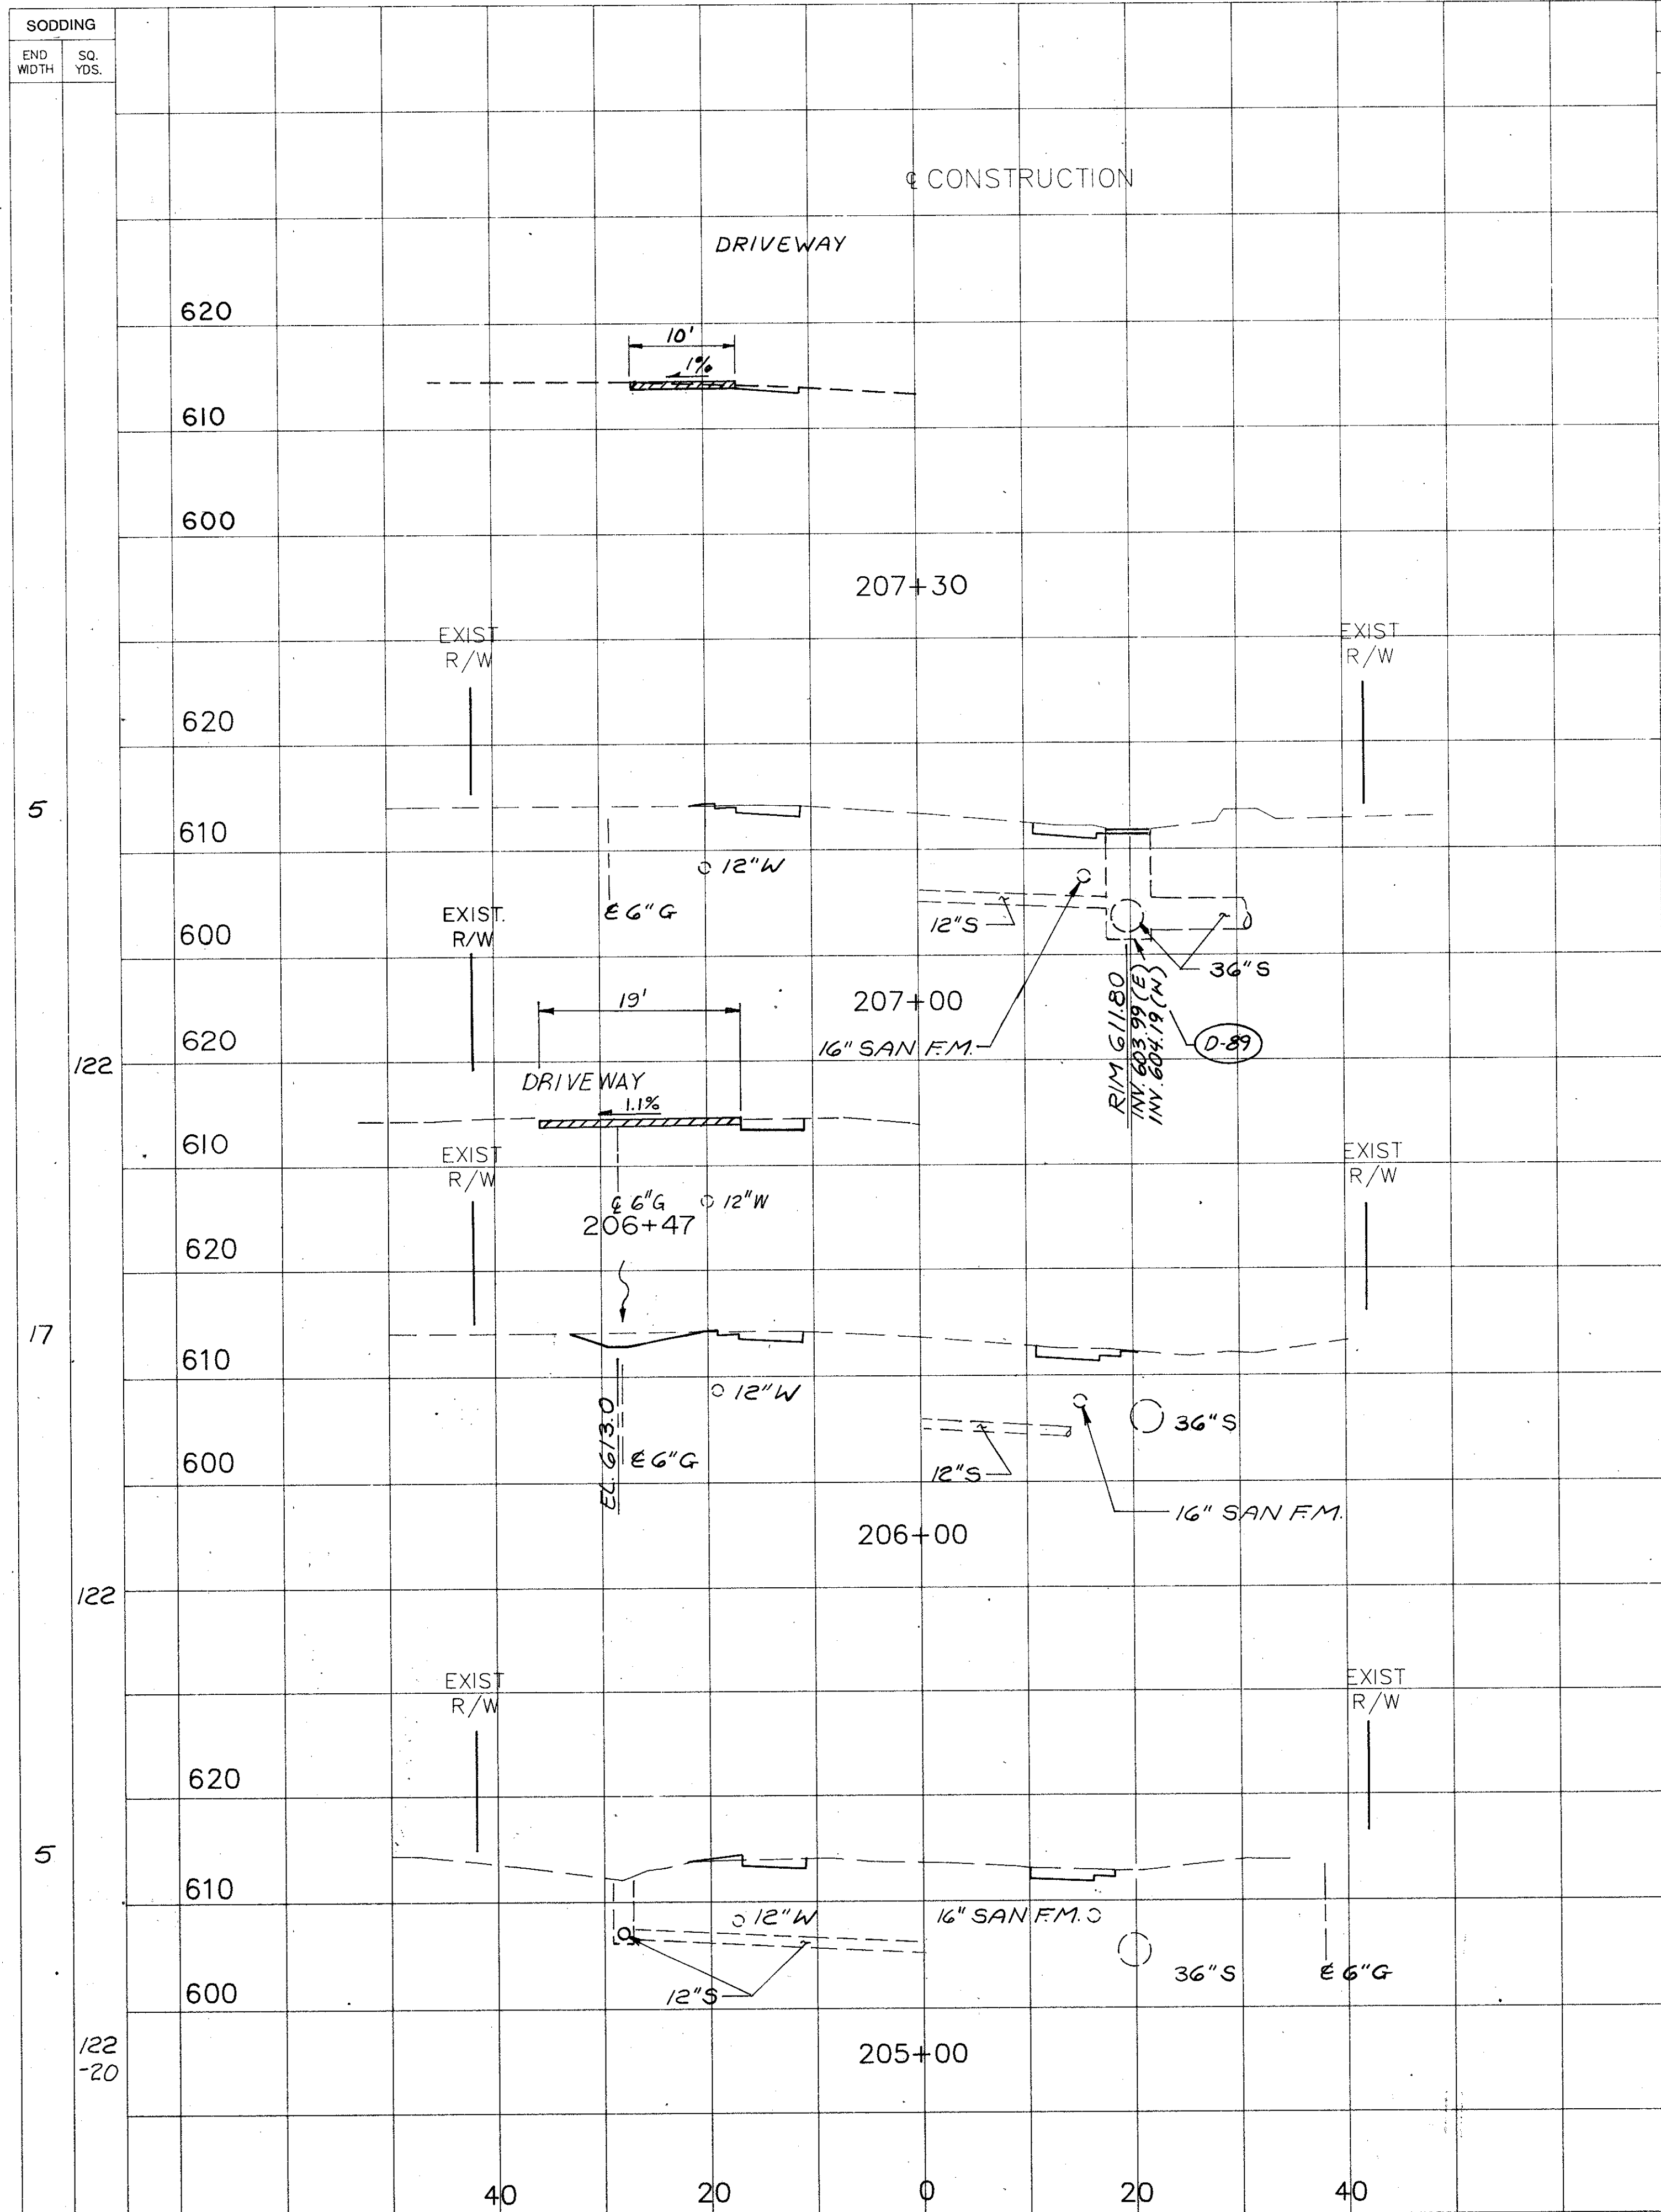 SODDING
END WIDTH
SQ. YDS.
℄ CONSTRUCTION
DRIVEWAY
620
10'
1%
610
600
207+30
EXIST R/W
EXIST R/W
620
5
610
12"W
℄ 6"G
12"S
36"S
600
207+00
16" SAN F.M.
RIM 611.80
INV. 603.99 (E)
INV. 604.19 (W)
D-89
EXIST. R/W
19'
620
122
DRIVEWAY
1.1%
610
℄ 6"G
12"W
206+47
EXIST R/W
EXIST R/W
620
17
610
12"W
EL. 613.0
℄ 6"G
36"S
12"S
600
16" SAN F.M.
206+00
122
EXIST R/W
EXIST R/W
620
5
610
12"W
16" SAN F.M.
36"S
℄ 6"G
12"S
600
122
-20
205+00
40
20
0
20
40